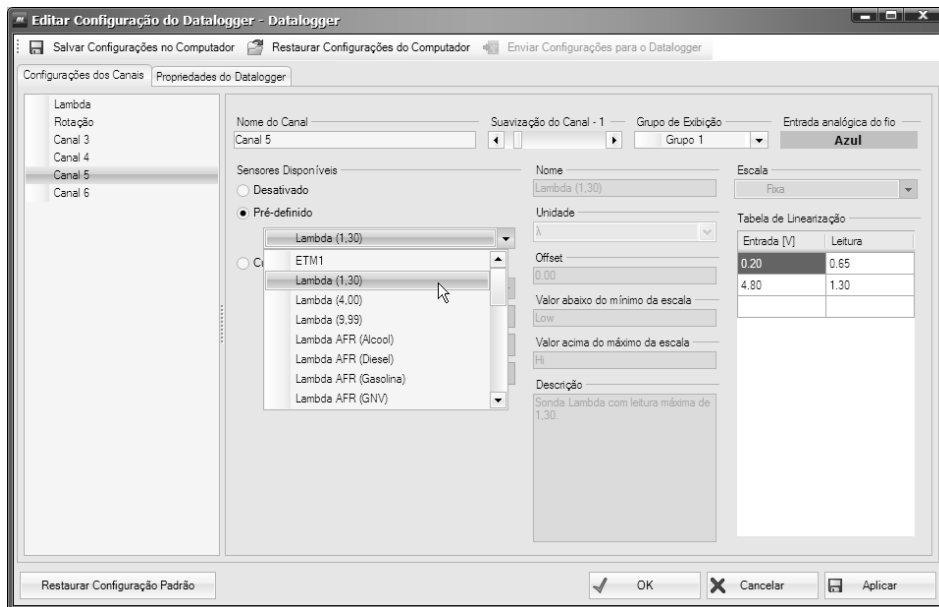 Editar Configuração do Datalogger - Datalogger
Salvar Configurações no Computador Restaurar Configurações do Computador Enviar Configurações para o Datalogger
Configurações dos Canais Propriedades do Datalogger
Lambda
Rotação
Canal 3
Canal 4
Canal 5
Canal 6
Nome do Canal
Canal 5
Suavização do Canal - 1
Grupo de Exibição
Grupo 1
Entrada analógica do fio
Azul
Sensores Disponíveis
Desativado
Pré-definido
Lambda (1,30)
ETM1
Lambda (1,30)
Lambda (4,00)
Lambda (9,99)
Lambda AFR (Álcool)
Lambda AFR (Diesel)
Lambda AFR (Gasolina)
Lambda AFR (GNV)
Nome
Lambda (1,30)
Unidade
λ
Offset
0.00
Valor abaixo do mínimo da escala
Low
Valor acima do máximo da escala
Hi
Descrição
Sonda Lambda com leitura máxima de
1,30.
Escala
Fixa
Tabela de Linearização
Entrada [V] Leitura
0.20 0.65
4.80 1.30
Restaurar Configuração Padrão OK Cancelar Aplicar